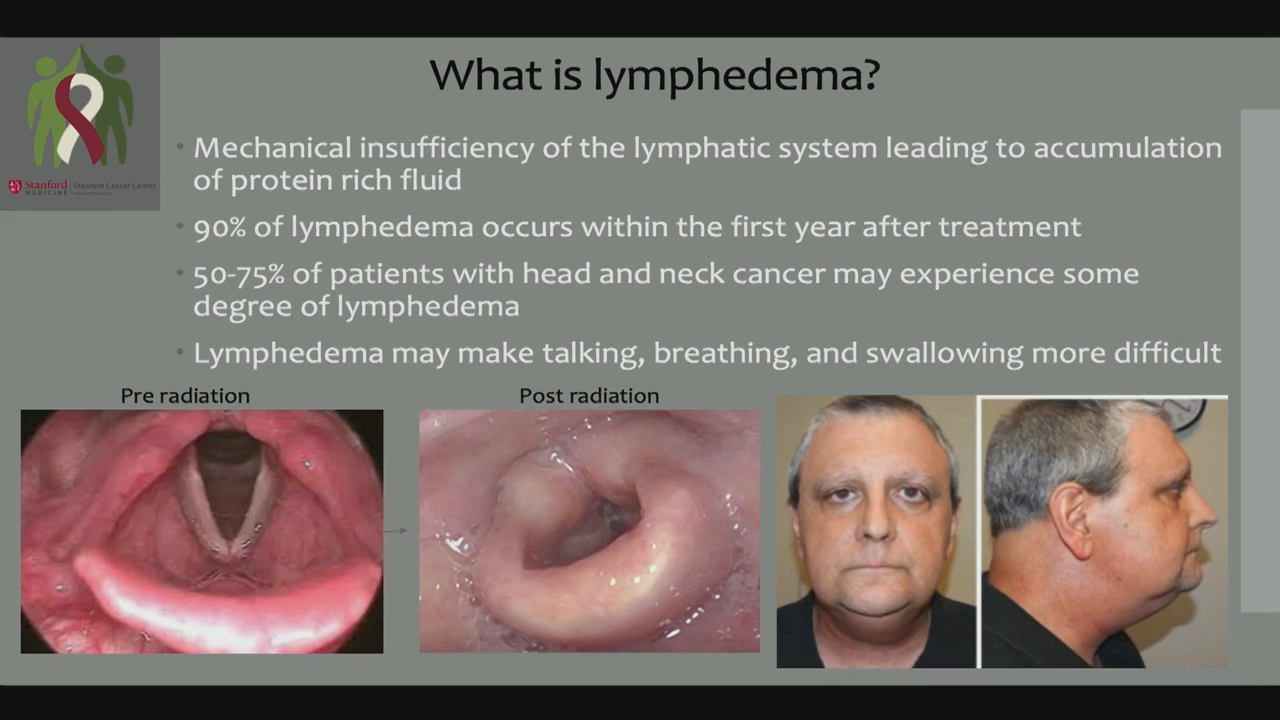 What is lymphedema?
• Mechanical insufficiency of the lymphatic system leading to accumulation
of protein rich fluid
• 90% of lymphedema occurs within the first year after treatment
• 50-75% of patients with head and neck cancer may experience some
degree of lymphedema
• Lymphedema may make talking, breathing, and swallowing more difficult
Pre radiation
Post radiation
Stanford
MEDICINE
Stanford Cancer Center